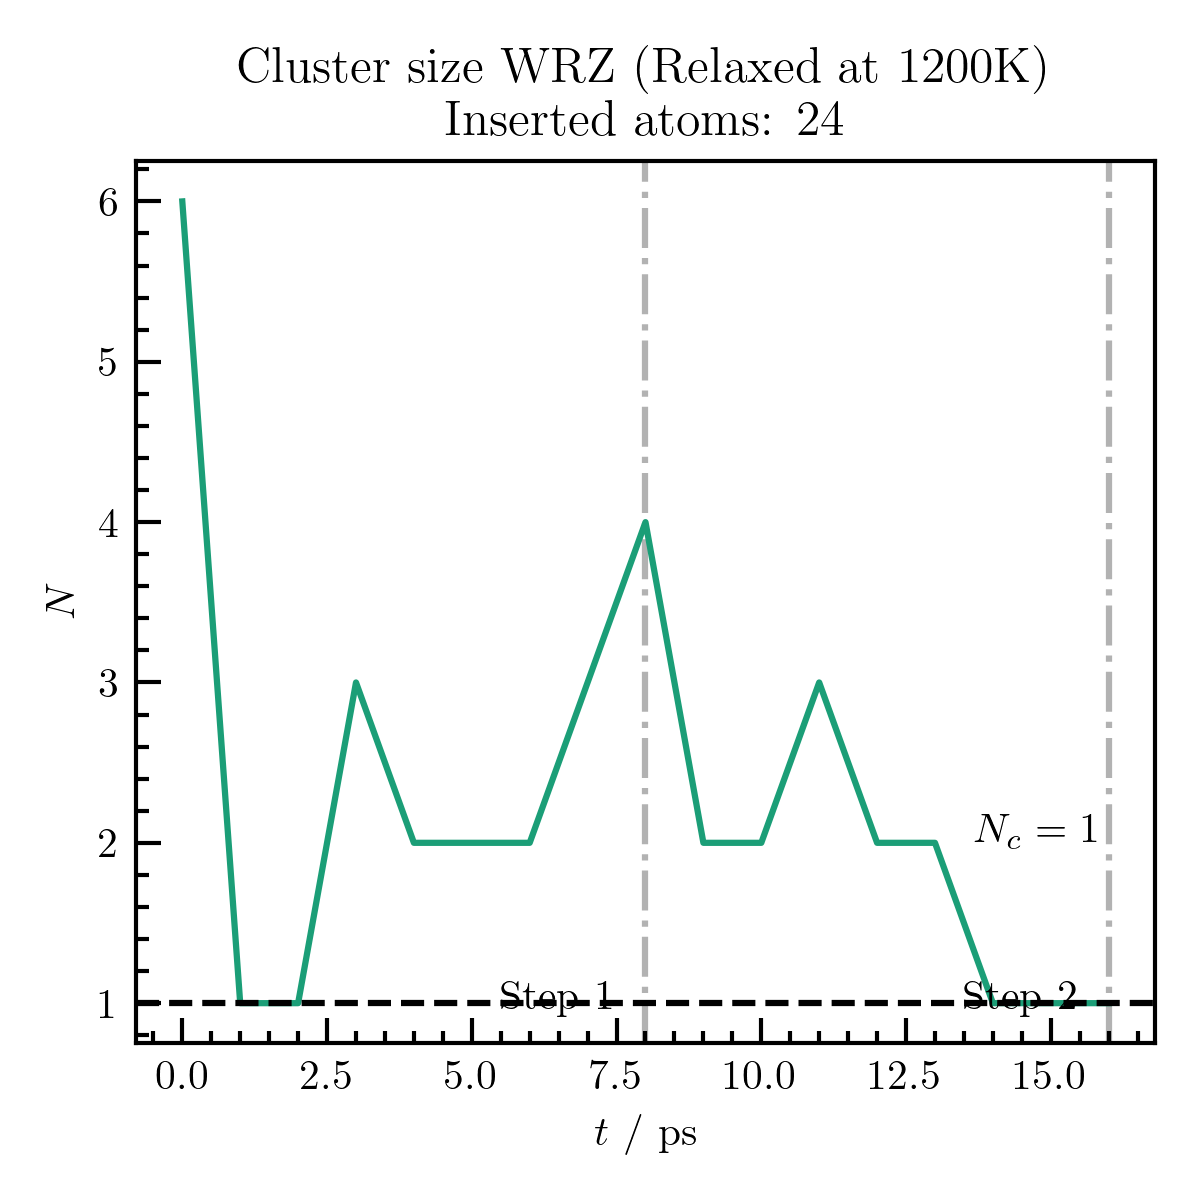 Cluster size WRZ (Relaxed at 1200K)
Inserted atoms: 24
6
5
4
3
2
1
N
N_c = 1
Step 1
Step 2
0.0 2.5 5.0 7.5 10.0 12.5 15.0
t / ps